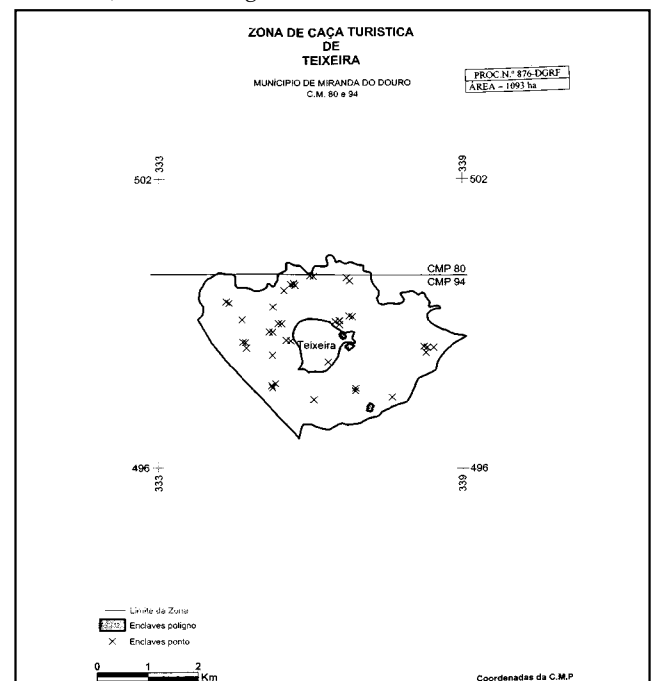 ZONA DE CAÇA TURISTICA
DE
TEIXEIRA
MUNICIPIO DE MIRANDA DO DOURO
C.M. 80 e 94
PROC.N.º 876-DGRF
ÁREA – 1093 ha
333
339
502
502
CMP 80
CMP 94
Teixeira
496
496
333
339
Limite da Zona
Enclaves poligno
Enclaves ponto
0 1 2
Km
Coordenadas da C.M.P